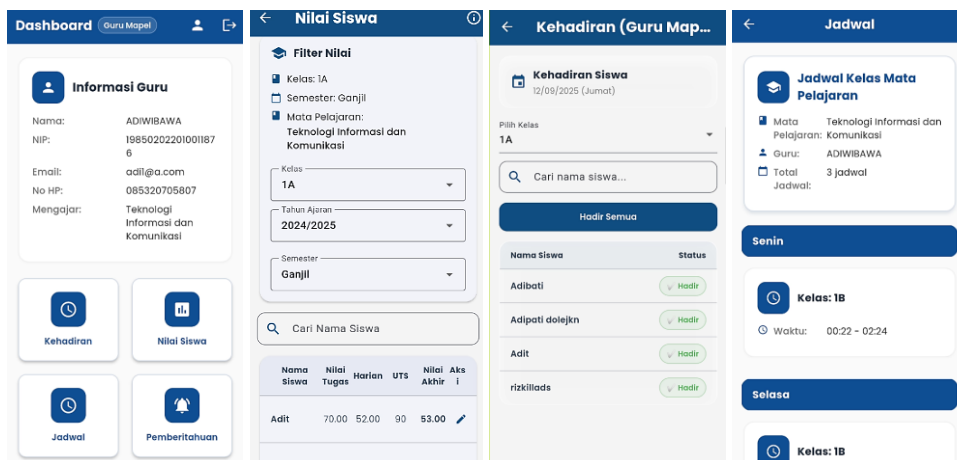 Dashboard Guru Mapel
Informasi Guru
Nama: ADIWIBAWA
NIP: 19850202201001187
6
Email: adi1@a.com
No HP: 085320705807
Mengajar: Teknologi
Informasi dan
Komunikasi
Kehadiran Nilai Siswa
Jadwal Pemberitahuan
Nilai Siswa
Filter Nilai
Kelas: 1A
Semester: Ganjil
Mata Pelajaran:
Teknologi Informasi dan
Komunikasi
Kelas
1A
Tahun Ajaran
2024/2025
Semester
Ganjil
Cari Nama Siswa
Nama Nilai Harian UTS Nilai Aks
Siswa Tugas Akhir i
Adit 70.00 52.00 90 53.00
Kehadiran (Guru Map...
Kehadiran Siswa
12/09/2025 (Jumat)
Pilih Kelas
1A
Cari nama siswa...
Hadir Semua
Nama Siswa Status
Adibati Hadir
Adipati dolejkn Hadir
Adit Hadir
rizkillads Hadir
Jadwal
Jadwal Kelas Mata
Pelajaran
Mata Teknologi Informasi dan
Pelajaran: Komunikasi
Guru: ADIWIBAWA
Total 3 jadwal
Jadwal:
Senin
Kelas: 1B
Waktu: 00:22 - 02:24
Selasa
Kelas: 1B